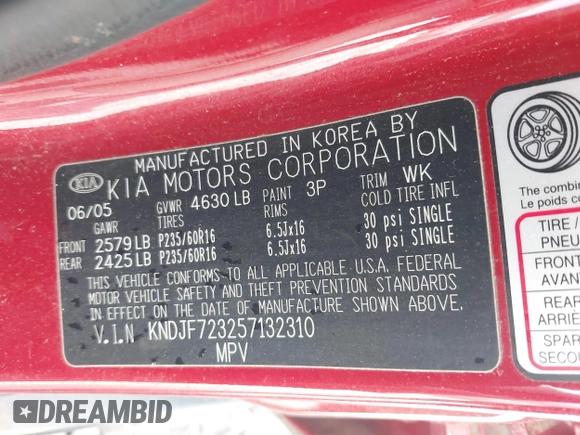 MANUFACTURED IN KOREA BY
KIA KIA MOTORS CORPORATION
06/05 GVWR 4630 LB PAINT 3P TRIM WK
GAWR TIRES RIMS COLD TIRE INFL
FRONT 2579 LB P235/60R16 6.5Jx16 30 psi SINGLE
REAR 2425 LB P235/60R16 6.5Jx16 30 psi SINGLE
THIS VEHICLE CONFORMS TO ALL APPLICABLE U.S.A. FEDERAL
MOTOR VEHICLE SAFETY AND THEFT PREVENTION STANDARDS
IN EFFECT ON THE DATE OF MANUFACTURE SHOWN ABOVE.
V.I.N KNDJF723257132310
MPV
The combine
Le poids c
TIRE /
PNEU
FRONT
AVAN
REAR
ARRIÈ
SPAR
SECO
DREAMBID